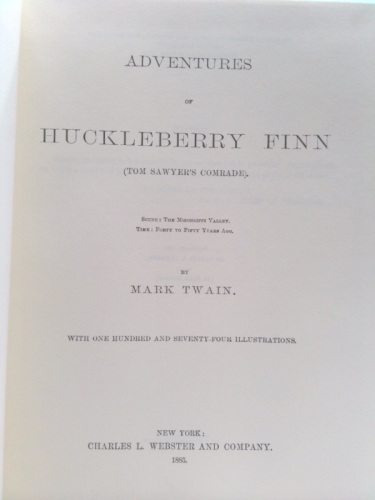 ADVENTURES
OF
HUCKLEBERRY FINN
(TOM SAWYER'S COMRADE).
SCENE: THE MISSISSIPPI VALLEY.
TIME: FORTY TO FIFTY YEARS AGO.
BY
MARK TWAIN.
WITH ONE HUNDRED AND SEVENTY-FOUR ILLUSTRATIONS.
NEW YORK:
CHARLES L. WEBSTER AND COMPANY.
1885.